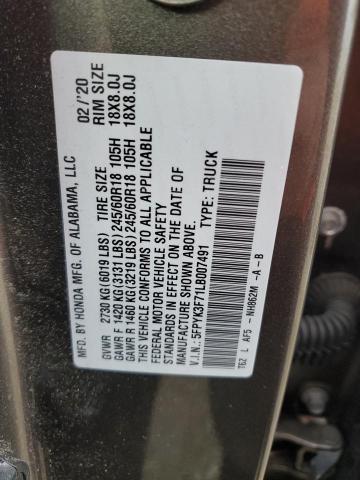 MFD. BY HONDA MFG. OF ALABAMA, LLC 02/'20
GVWR 2730 KG (6019 LBS) TIRE SIZE RIM SIZE
GAWR F 1420 KG (3131 LBS) 245/60R18 105H 18X8.0J
GAWR R 1460 KG (3219 LBS) 245/60R18 105H 18X8.0J
THIS VEHICLE CONFORMS TO ALL APPLICABLE
FEDERAL MOTOR VEHICLE SAFETY
STANDARDS IN EFFECT ON THE DATE OF
MANUFACTURE SHOWN ABOVE.
V.I.N.: 5FPYK3F71LB007491 TYPE: TRUCK
T6Z L AF5 - NH862M -A -B